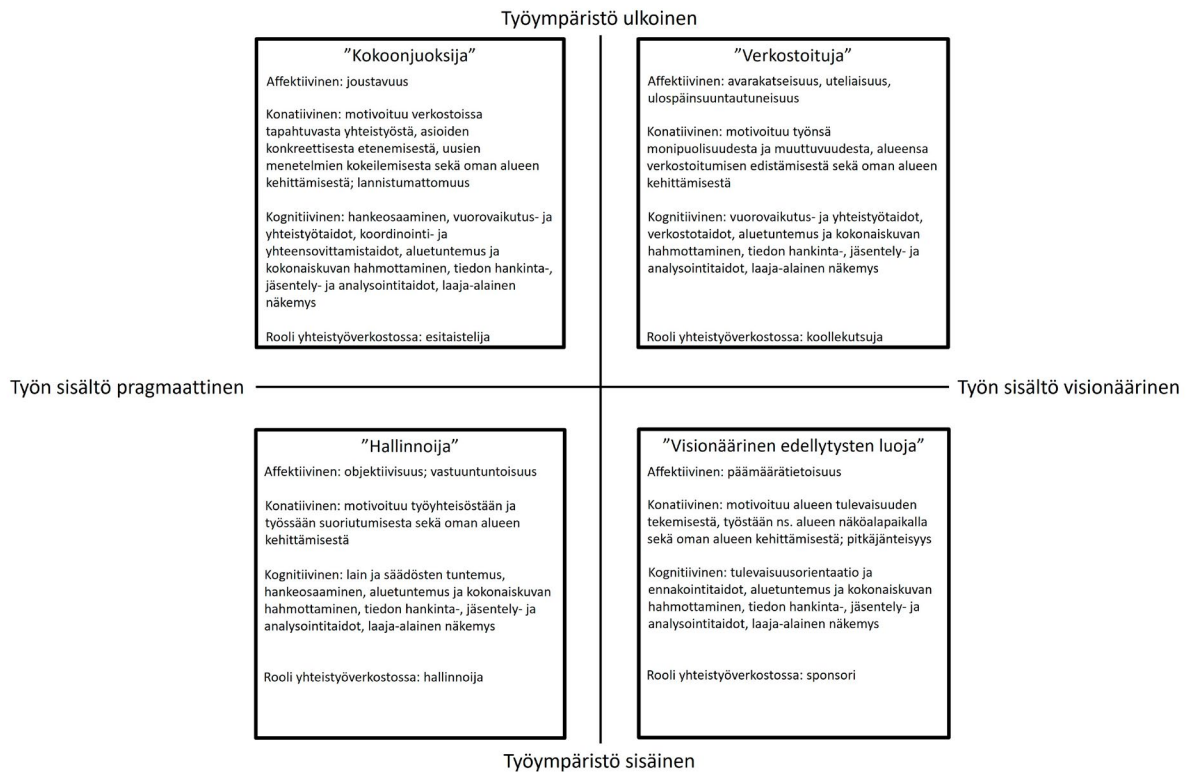 Työympäristö ulkoinen
”Kokoonjuoksija”
Affektiivinen: joustavuus
Konatiivinen: motivoituu verkostoissa
tapahtuvasta yhteistyöstä, asioiden
konkreettisesta etenemisestä, uusien
menetelmien kokeilemisesta sekä oman alueen
kehittämisestä; lannistumattomuus
Kognitiivinen: hankeosaaminen, vuorovaikutus- ja
yhteistyötaidot, koordinointi- ja
yhteensovittamistaidot, aluetuntemus ja
kokonaiskuvan hahmottaminen, tiedon hankinta-,
jäsentely- ja analysointitaidot, laaja-alainen
näkemys
Rooli yhteistyöverkostossa: esitaistelija
”Verkostoituja”
Affektiivinen: avarakatseisuus, uteliaisuus,
ulospäinsuuntautuneisuus
Konatiivinen: motivoituu työnsä
monipuolisuudesta ja muuttuvuudesta, alueensa
verkostoitumisen edistämisestä sekä oman alueen
kehittämisestä
Kognitiivinen: vuorovaikutus- ja yhteistyötaidot,
verkostotaidot, aluetuntemus ja kokonaiskuvan
hahmottaminen, tiedon hankinta-, jäsentely- ja
analysointitaidot, laaja-alainen näkemys
Rooli yhteistyöverkostossa: koollekutsuja
Työn sisältö pragmaattinen
Työn sisältö visionäärinen
”Hallinnoija”
Affektiivinen: objektiivisuus; vastuuntuntoisuus
Konatiivinen: motivoituu työyhteisöstään ja
työssään suoriutumisesta sekä oman alueen
kehittämisestä
Kognitiivinen: lain ja säädösten tuntemus,
hankeosaaminen, aluetuntemus ja kokonaiskuvan
hahmottaminen, tiedon hankinta-, jäsentely- ja
analysointitaidot, laaja-alainen näkemys
Rooli yhteistyöverkostossa: hallinnoija
”Visionäärinen edellytysten luoja”
Affektiivinen: päämäärätietoisuus
Konatiivinen: motivoituu alueen tulevaisuuden
tekemisestä, työstään ns. alueen näköalapaikalla
sekä oman alueen kehittämisestä; pitkäjänteisyys
Kognitiivinen: tulevaisuusorientaatio ja
ennakointitaidot, aluetuntemus ja kokonaiskuvan
hahmottaminen, tiedon hankinta-, jäsentely- ja
analysointitaidot, laaja-alainen näkemys
Rooli yhteistyöverkostossa: sponsori
Työympäristö sisäinen